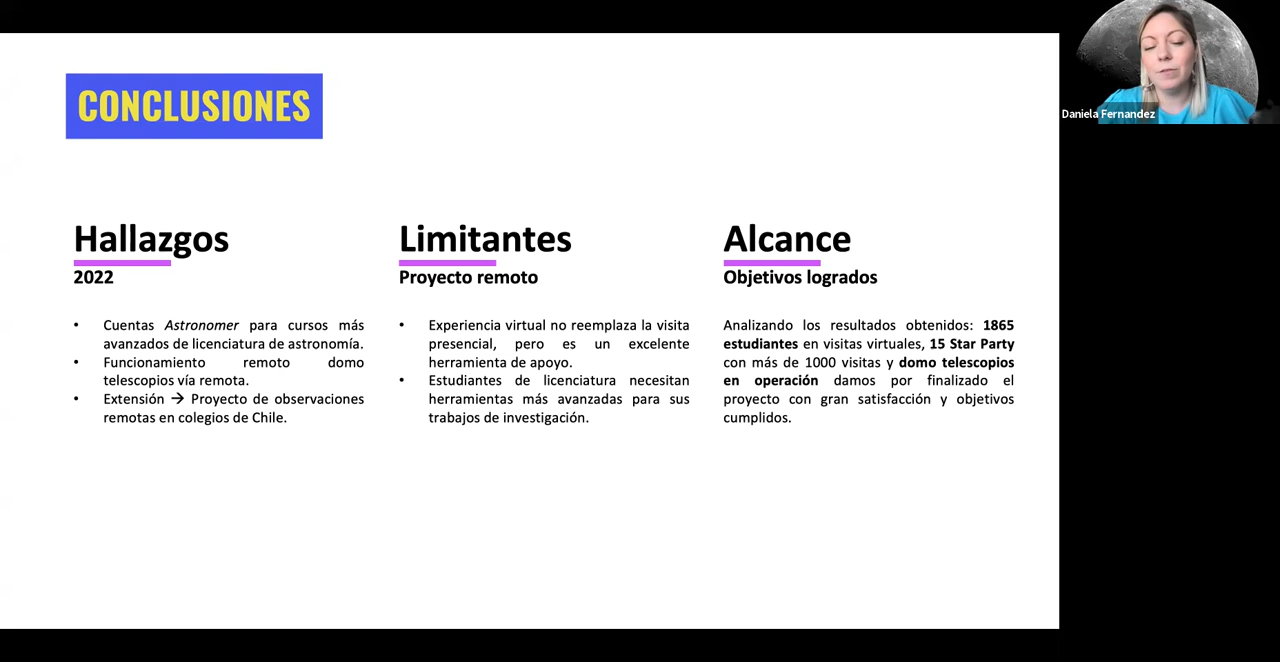 CONCLUSIONES
Hallazgos
2022
• Cuentas Astronomer para cursos más
avanzados de licenciatura de astronomía.
• Funcionamiento remoto domo
telescopios vía remota.
• Extensión → Proyecto de observaciones
remotas en colegios de Chile.
Limitantes
Proyecto remoto
• Experiencia virtual no reemplaza la visita
presencial, pero es un excelente
herramienta de apoyo.
• Estudiantes de licenciatura necesitan
herramientas más avanzadas para sus
trabajos de investigación.
Alcance
Objetivos logrados
Analizando los resultados obtenidos: 1865
estudiantes en visitas virtuales, 15 Star Party
con más de 1000 visitas y domo telescopios
en operación damos por finalizado el
proyecto con gran satisfacción y objetivos
cumplidos.
Daniela Fernandez